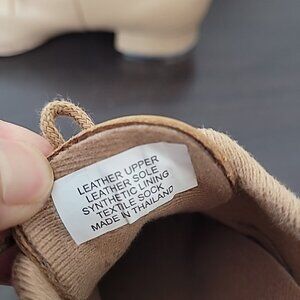 LEATHER UPPER
LEATHER SOLE
SYNTHETIC LINING
TEXTILE SOCK
MADE IN THAILAND